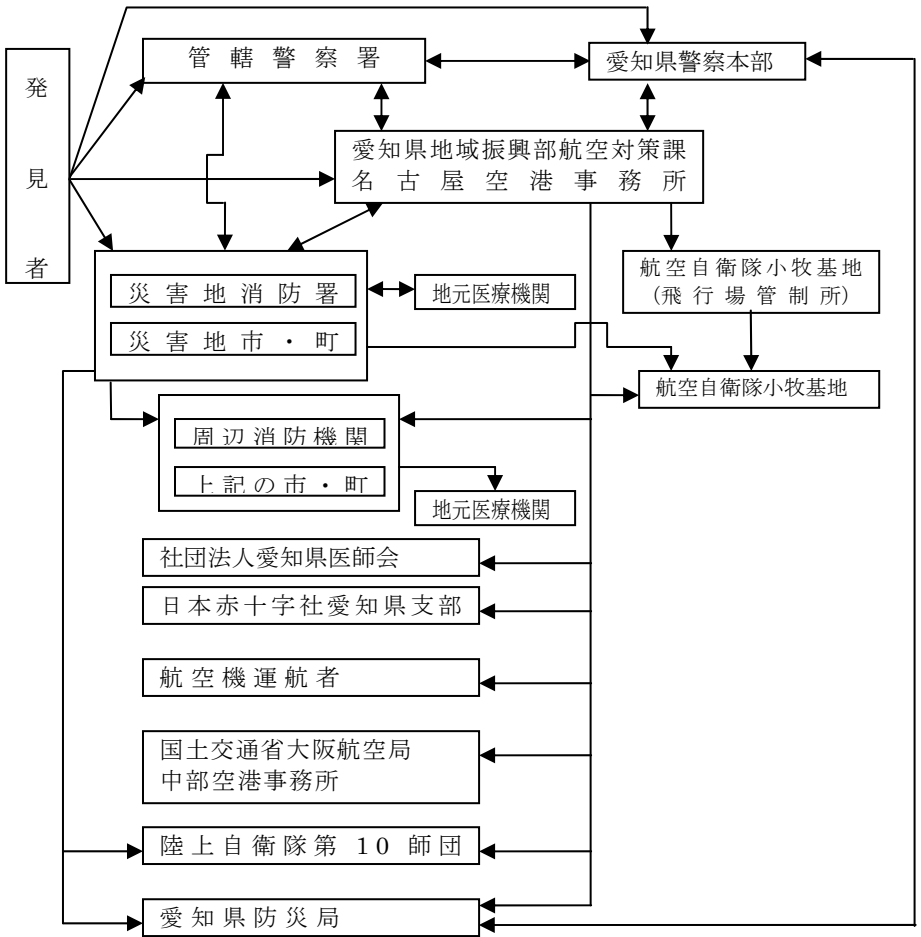 発見者
管轄警察署
愛知県警察本部
愛知県地域振興部航空対策課
名古屋空港事務所
航空自衛隊小牧基地
(飛行場管制所)
災害地消防署
地元医療機関
災害地市・町
航空自衛隊小牧基地
周辺消防機関
上記の市・町
地元医療機関
社団法人愛知県医師会
日本赤十字社愛知県支部
航空機運航者
国土交通省大阪航空局
中部空港事務所
陸上自衛隊第 10 師団
愛知県防災局